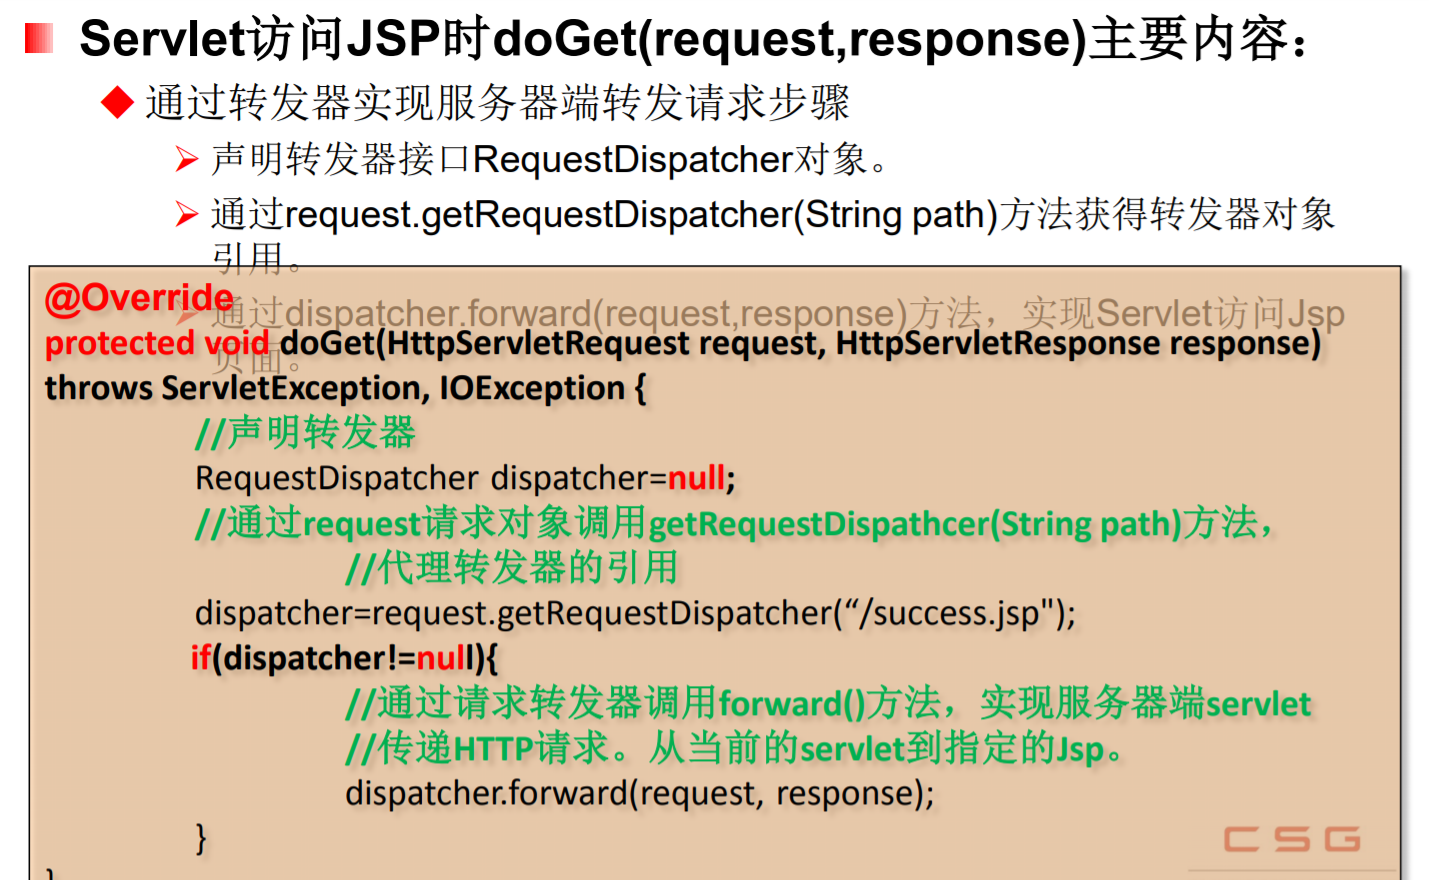 Servlet访问JSP时doGet(request,response)主要内容：
通过转发器实现服务器端转发请求步骤
声明转发器接口RequestDispatcher对象。
通过request.getRequestDispatcher(String path)方法获得转发器对象
引用。
通过dispatcher.forward(request,response)方法，实现Servlet访问Jsp
页面。
@Override
protected void doGet(HttpServletRequest request, HttpServletResponse response)
throws ServletException, IOException {
//声明转发器
RequestDispatcher dispatcher=null;
//通过request请求对象调用getRequestDispathcer(String path)方法，
//代理转发器的引用
dispatcher=request.getRequestDispatcher(“/success.jsp");
if(dispatcher!=null){
//通过请求转发器调用forward()方法，实现服务器端servlet
//传递HTTP请求。从当前的servlet到指定的Jsp。
dispatcher.forward(request, response);
}
CSG
}